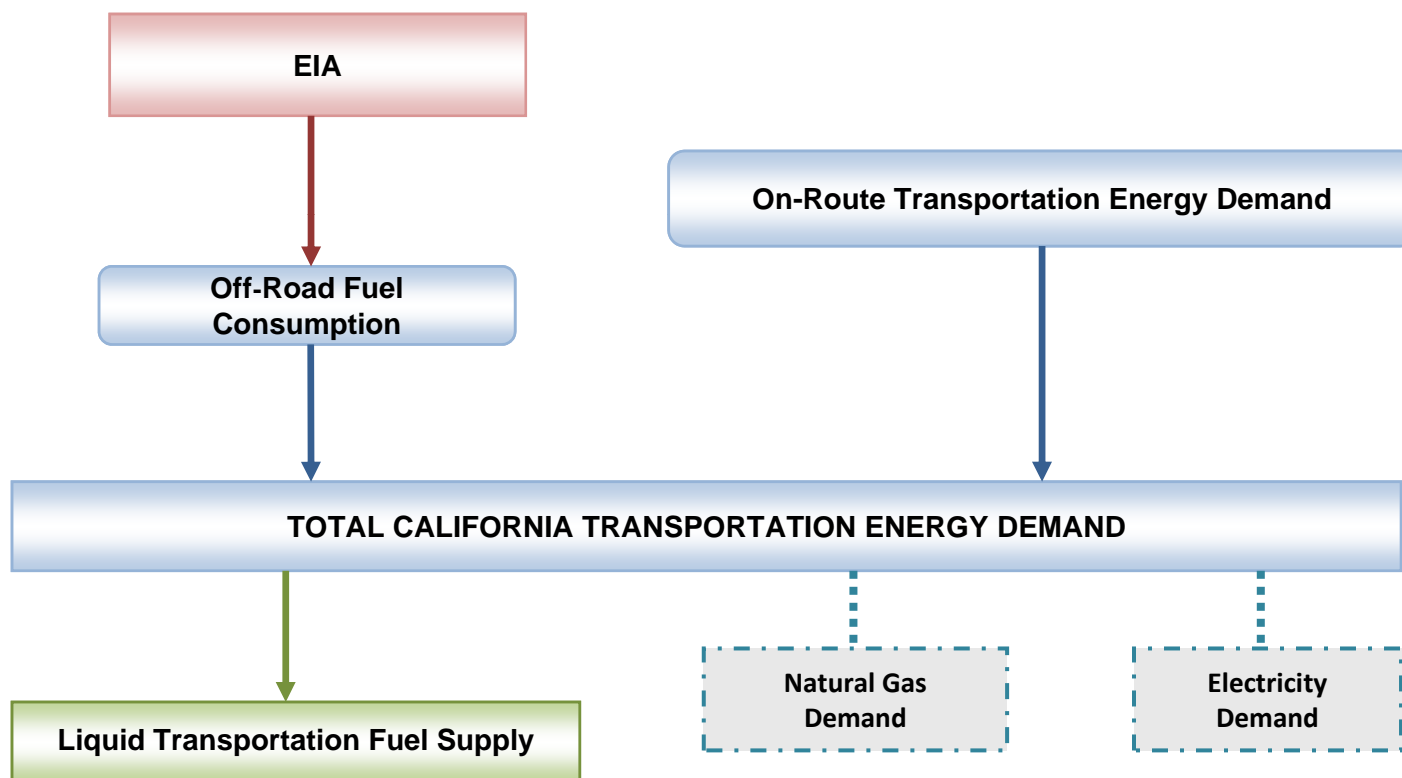 EIA
On-Route Transportation Energy Demand
Off-Road Fuel
Consumption
TOTAL CALIFORNIA TRANSPORTATION ENERGY DEMAND
Natural Gas
Demand
Electricity
Demand
Liquid Transportation Fuel Supply